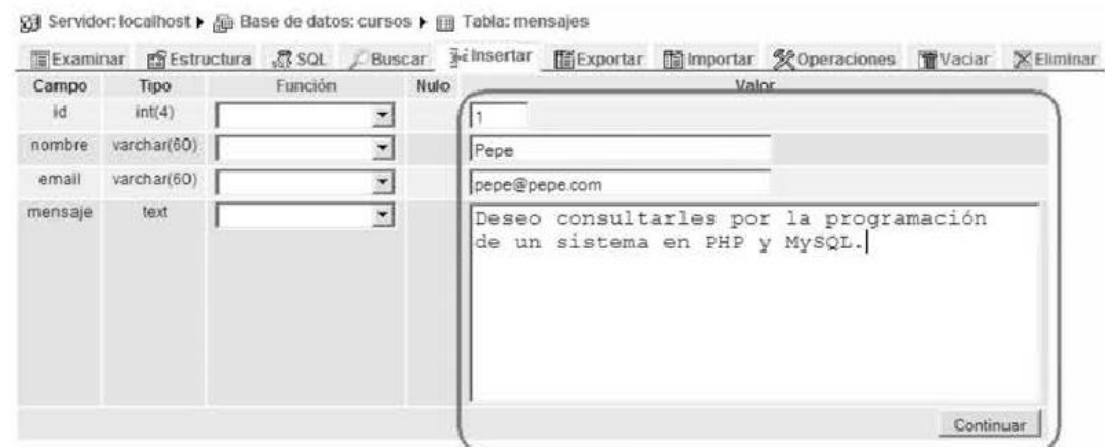 Servidor: localhost ▸ Base de datos: cursos ▸ Tabla: mensajes
Examinar Estructura SQL Buscar Insertar Exportar Importar Operaciones Vaciar Eliminar
Campo Tipo Función Nulo Valor
id int(4) 1
nombre varchar(60) Pepe
email varchar(60) pepe@pepe.com
mensaje text Deseo consultarles por la programación
de un sistema en PHP y MySQL.
Continuar